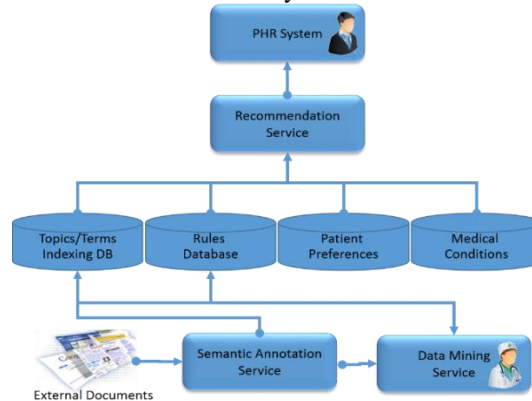 PHR System
Recommendation
Service
Topics/Terms
Indexing DB
Rules
Database
Patient
Preferences
Medical
Conditions
External Documents
Semantic Annotation
Service
Data Mining
Service